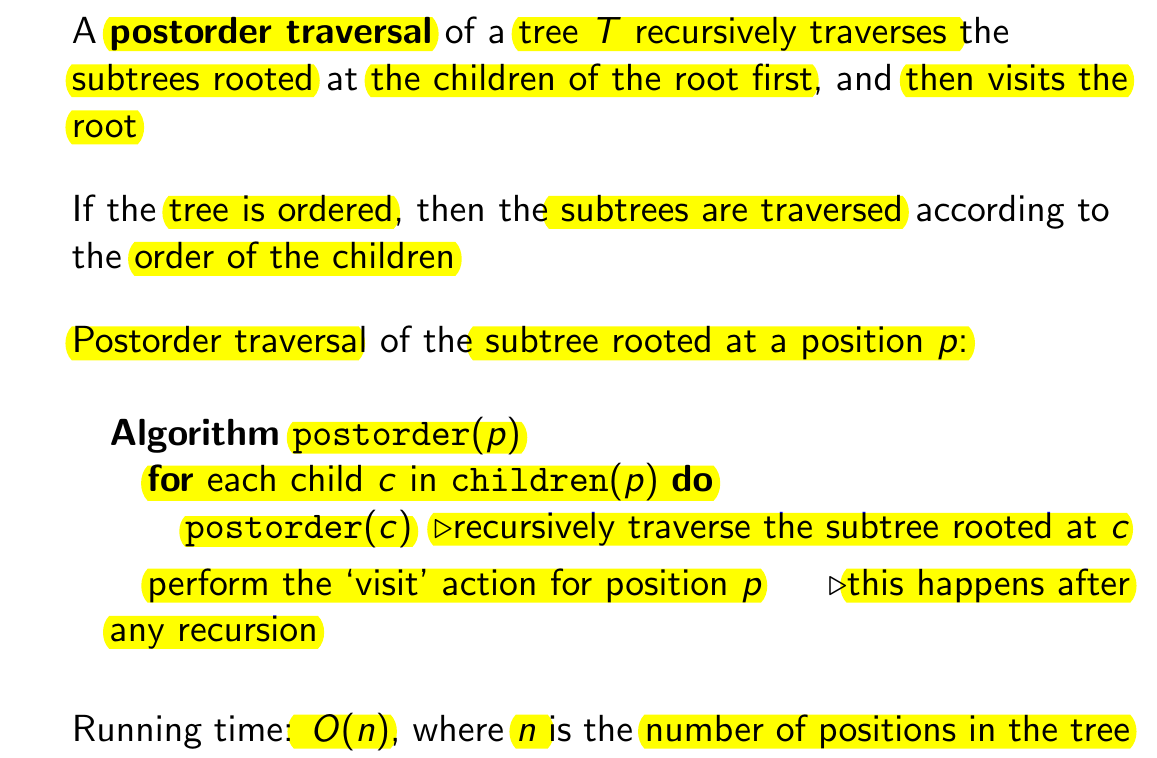 A postorder traversal of a tree T recursively traverses the
subtrees rooted at the children of the root first, and then visits the
root
If the tree is ordered, then the subtrees are traversed according to
the order of the children
Postorder traversal of the subtree rooted at a position p:
Algorithm postorder(p)
for each child c in children(p) do
postorder(c) ▷recursively traverse the subtree rooted at c
perform the ‘visit’ action for position p ▷this happens after
any recursion
Running time: O(n), where n is the number of positions in the tree